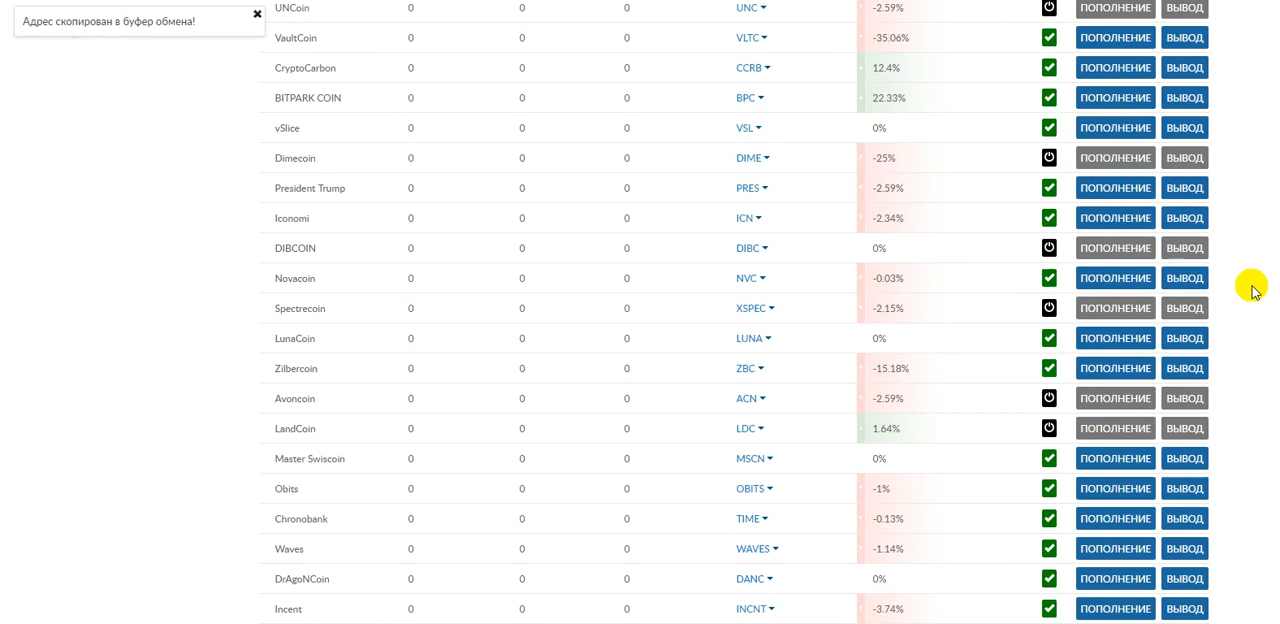 Адрес скопирован в буфер обмена!
UNCoin 0 0 0 UNC -2.59% ПОПОЛНЕНИЕ ВЫВОД
VaultCoin 0 0 0 VLTC -35.06% ПОПОЛНЕНИЕ ВЫВОД
CryptoCarbon 0 0 0 CCRB 12.4% ПОПОЛНЕНИЕ ВЫВОД
BITPARK COIN 0 0 0 BPC 22.33% ПОПОЛНЕНИЕ ВЫВОД
vSlice 0 0 0 VSL 0% ПОПОЛНЕНИЕ ВЫВОД
Dimecoin 0 0 0 DIME -25% ПОПОЛНЕНИЕ ВЫВОД
President Trump 0 0 0 PRES -2.59% ПОПОЛНЕНИЕ ВЫВОД
Iconomi 0 0 0 ICN -2.34% ПОПОЛНЕНИЕ ВЫВОД
DIBCOIN 0 0 0 DIBC 0% ПОПОЛНЕНИЕ ВЫВОД
Novacoin 0 0 0 NVC -0.03% ПОПОЛНЕНИЕ ВЫВОД
Spectrecoin 0 0 0 XSPEC -2.15% ПОПОЛНЕНИЕ ВЫВОД
LunaCoin 0 0 0 LUNA 0% ПОПОЛНЕНИЕ ВЫВОД
Zilbercoin 0 0 0 ZBC -15.18% ПОПОЛНЕНИЕ ВЫВОД
Avoncoin 0 0 0 ACN -2.59% ПОПОЛНЕНИЕ ВЫВОД
LandCoin 0 0 0 LDC 1.64% ПОПОЛНЕНИЕ ВЫВОД
Master Swiscoin 0 0 0 MSCN 0% ПОПОЛНЕНИЕ ВЫВОД
Obits 0 0 0 OBITS -1% ПОПОЛНЕНИЕ ВЫВОД
Chronobank 0 0 0 TIME -0.13% ПОПОЛНЕНИЕ ВЫВОД
Waves 0 0 0 WAVES -1.14% ПОПОЛНЕНИЕ ВЫВОД
DrAgoNCoin 0 0 0 DANC 0% ПОПОЛНЕНИЕ ВЫВОД
Incent 0 0 0 INCNT -3.74% ПОПОЛНЕНИЕ ВЫВОД